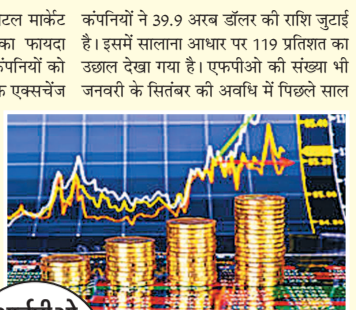 टल मार्केट
का फायदा
कंपनियों को
एक्सचेंज
कंपनियों ने 39.9 अरब डॉलर की राशि जुटाई
है। इसमें सालाना आधार पर 119 प्रतिशत का
उछाल देखा गया है। एफपीओ की संख्या भी
जनवरी के सितंबर की अवधि में पिछले साल